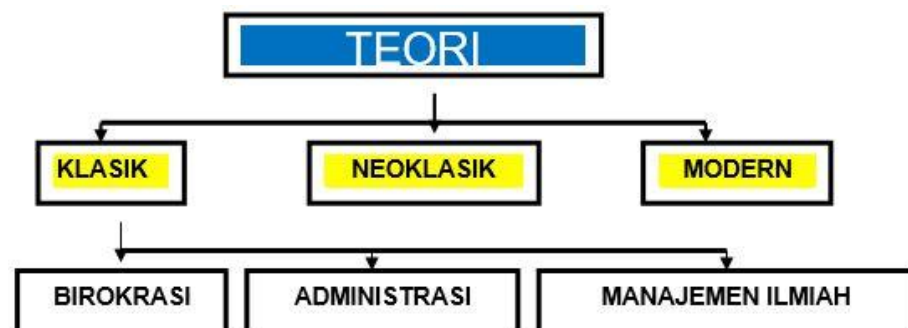 TEORI
KLASIK
NEOKLASIK
MODERN
BIROKRASI
ADMINISTRASI
MANAJEMEN ILMIAH